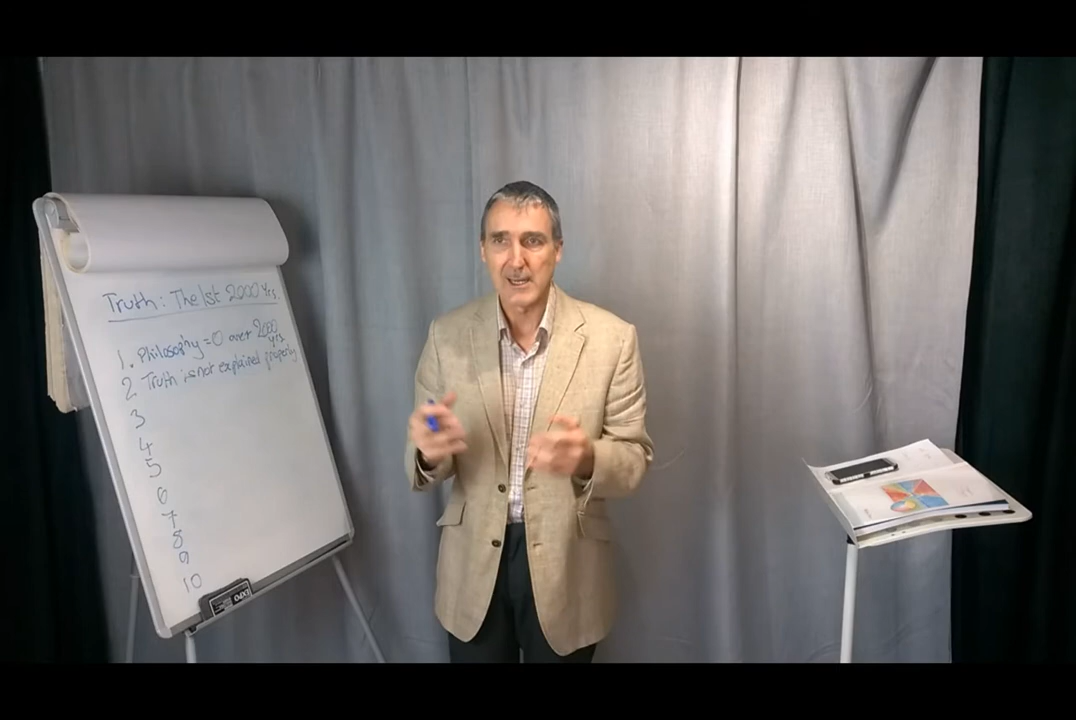 Truth: The 1st 2000 Yrs.
1. Philosophy = 0 over 2000
yrs
2. Truth is not explained properly
3
4
5
6
7
8
9
10